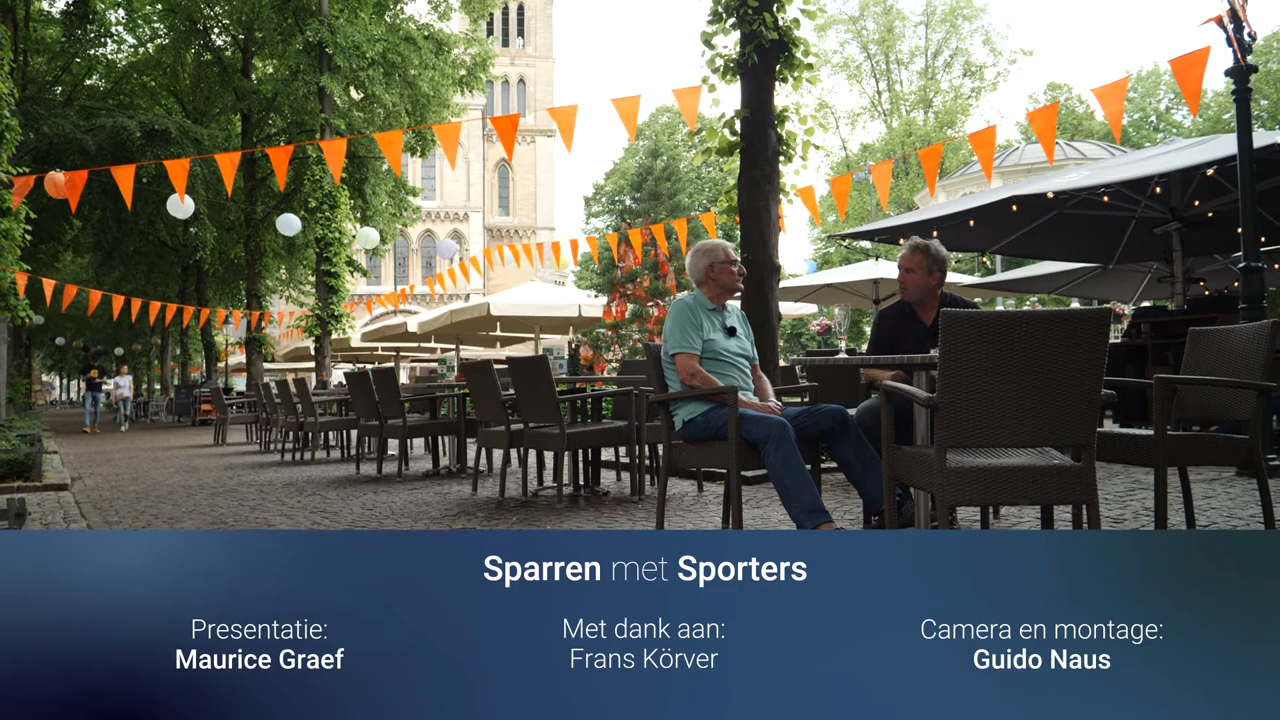 Sparren met Sporters
Presentatie:
Maurice Graef
Met dank aan:
Frans Körver
Camera en montage:
Guido Naus